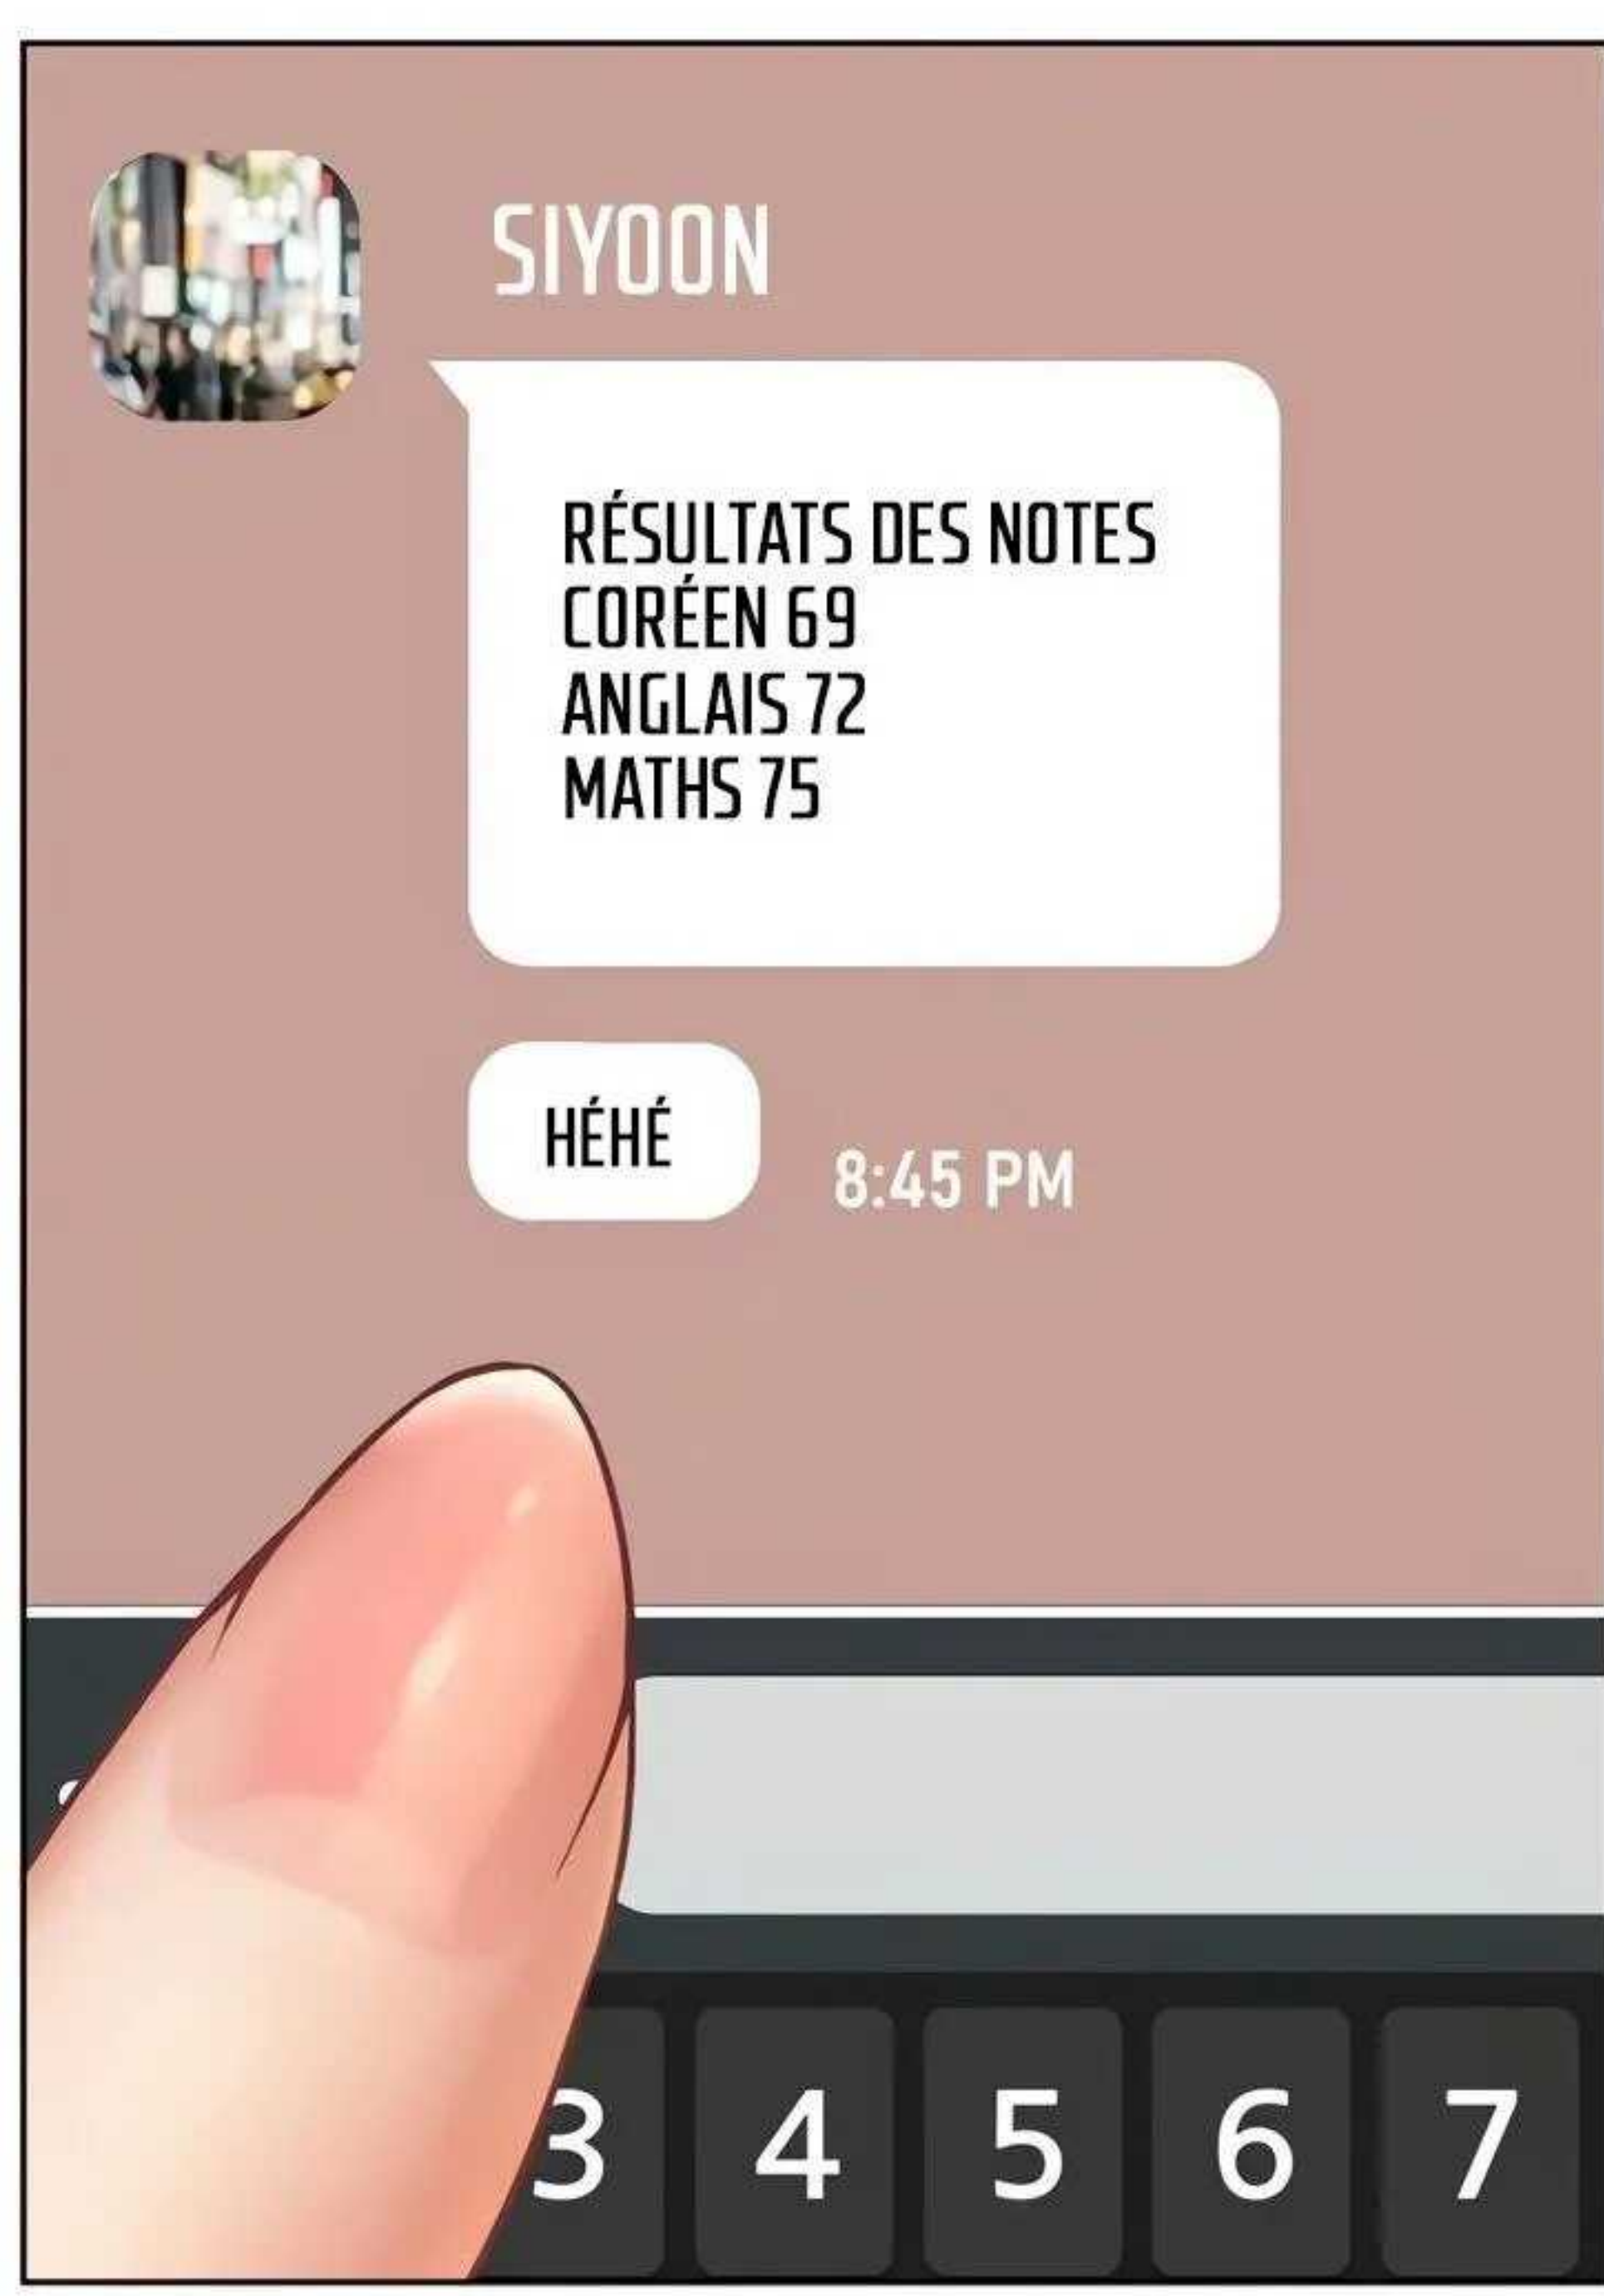 SIYOON
RÉSULTATS DES NOTES
CORÉEN 69
ANGLAIS 72
MATHS 75
HÉHÉ
8:45 PM
3 4 5 6 7